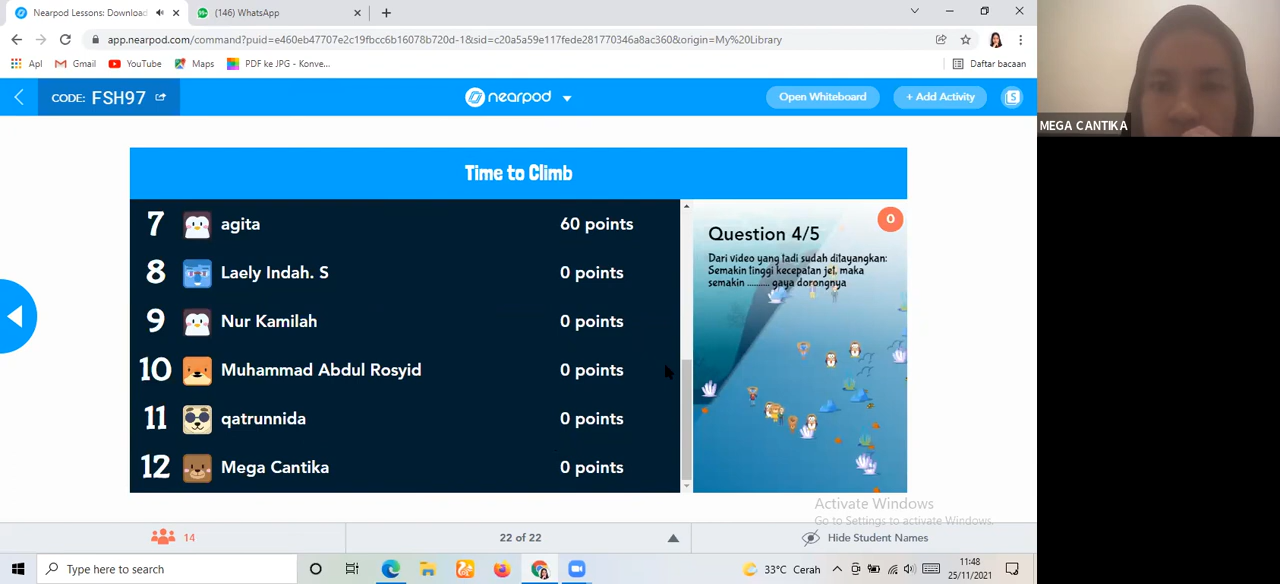 Nearpod Lessons: Download
(146) WhatsApp
app.nearpod.com/command?puid=e460eb47707e2c19fbcc6b16078b720d-1&sid=c20a5a59e117fede281770346a8ac360&origin=My%20Library
Apl Gmail YouTube Maps PDF ke JPG - Konve... Daftar bacaan
CODE: FSH97 nearpod Open Whiteboard + Add Activity S
MEGA CANTIKA
Time to Climb
7 agita 60 points
8 Laely Indah. S 0 points
9 Nur Kamilah 0 points
10 Muhammad Abdul Rosyid 0 points
11 qatrunnida 0 points
12 Mega Cantika 0 points
0
Question 4/5
Dari video yang tadi sudah ditayangkan:
Semakin tinggi kecepatan jet, maka
semakin .......... gaya dorongnya
Activate Windows
Go to Settings to activate Windows.
14 22 of 22 Hide Student Names
Type here to search 33°C Cerah 11:48
25/11/2021